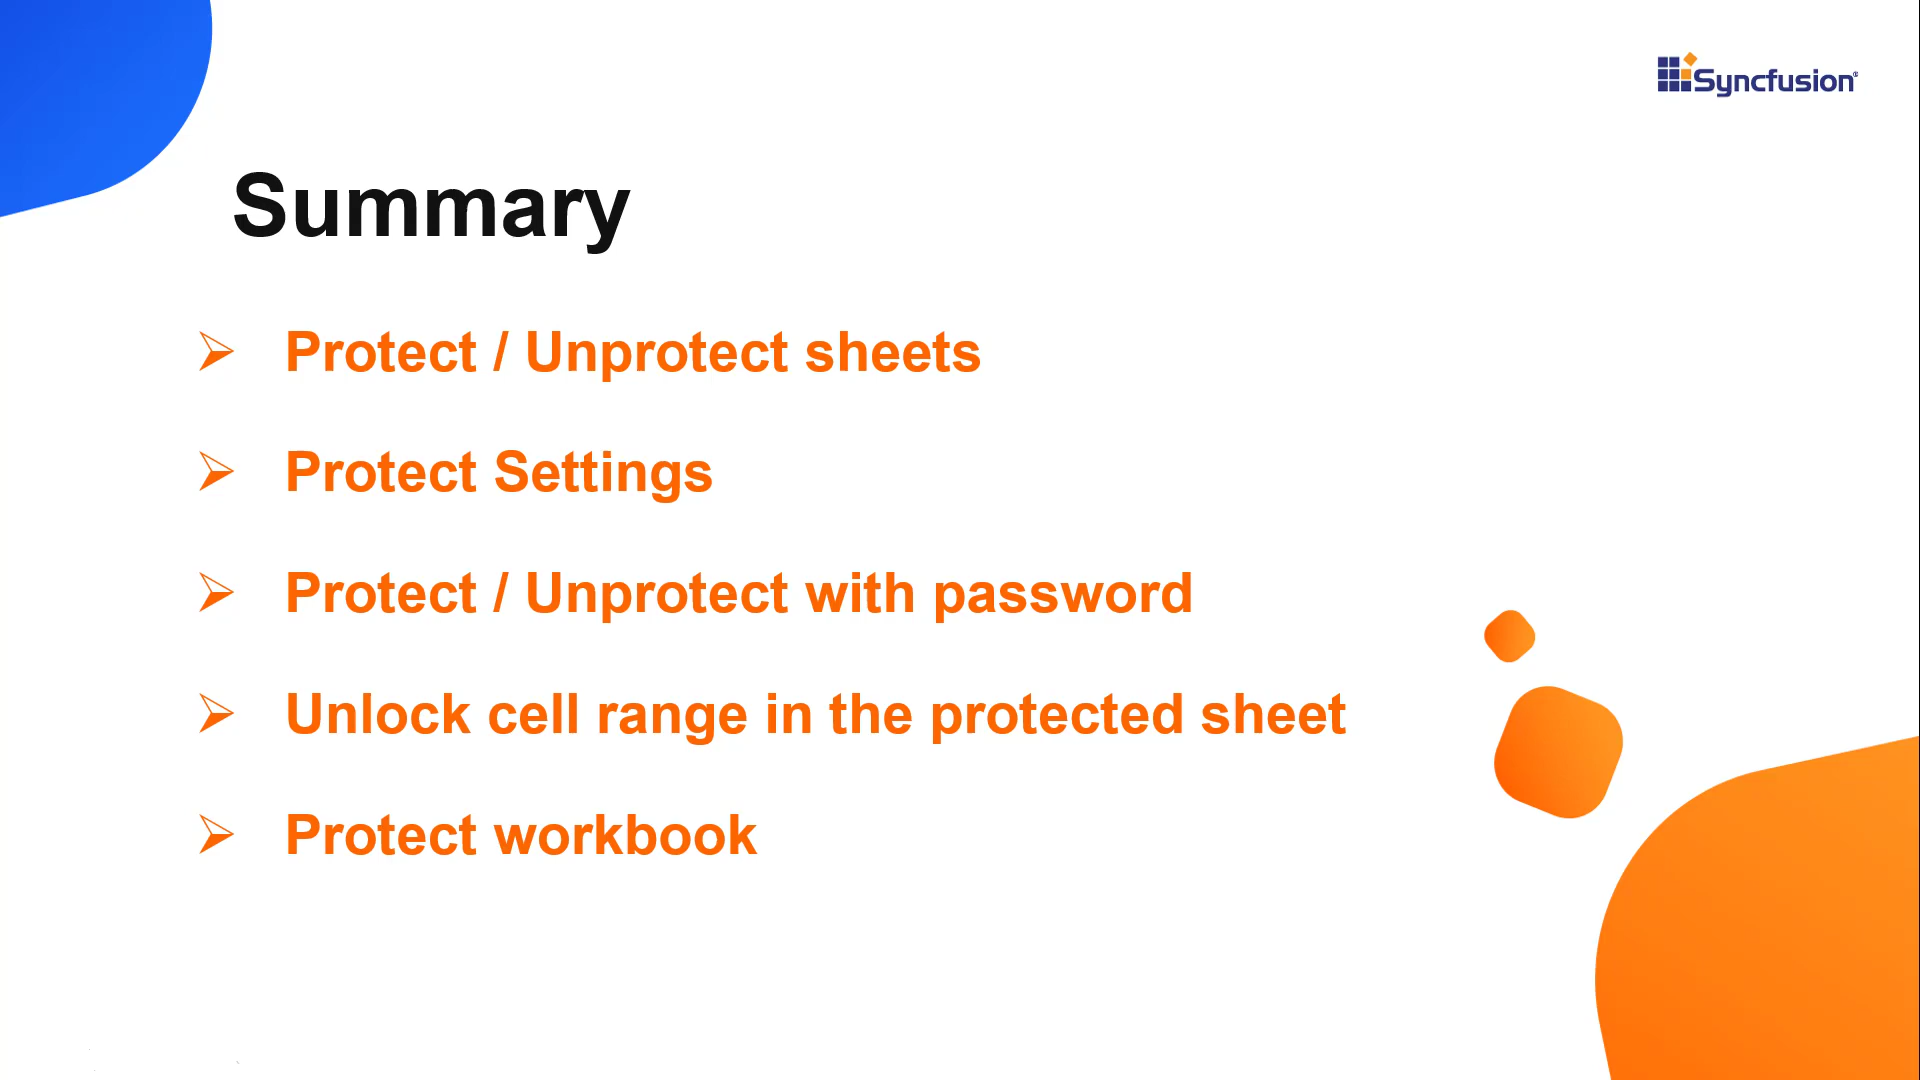 Syncfusion®
Summary
➢ Protect / Unprotect sheets
➢ Protect Settings
➢ Protect / Unprotect with password
➢ Unlock cell range in the protected sheet
➢ Protect workbook